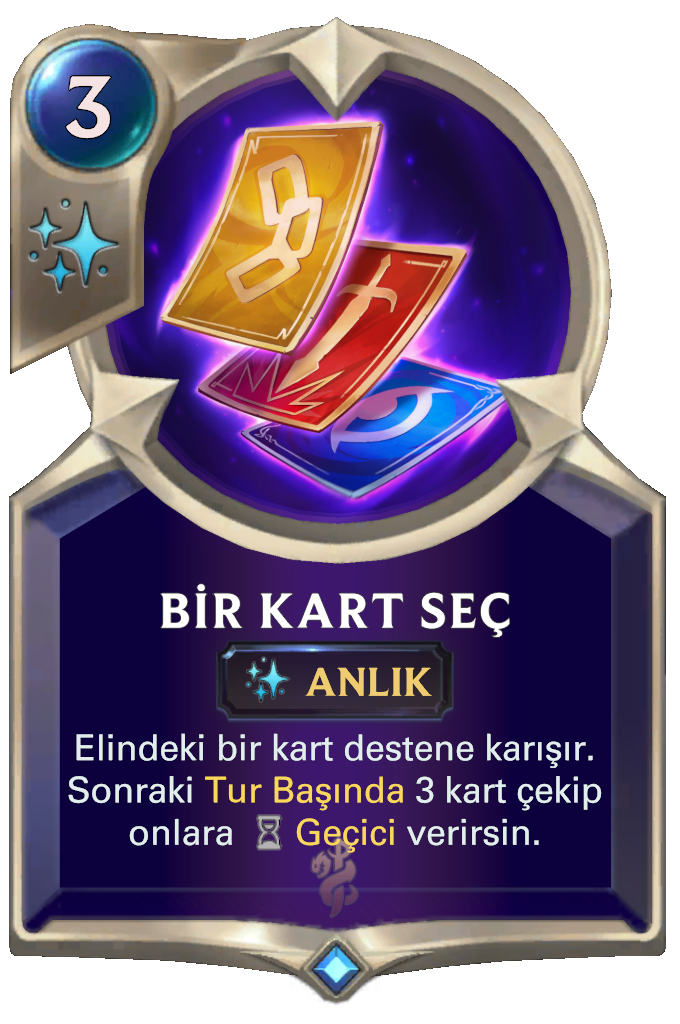 3
BİR KART SEÇ
ANLIK
Elindeki bir kart destene karışır.
Sonraki Tur Başında 3 kart çekip
onlara Geçici verirsin.